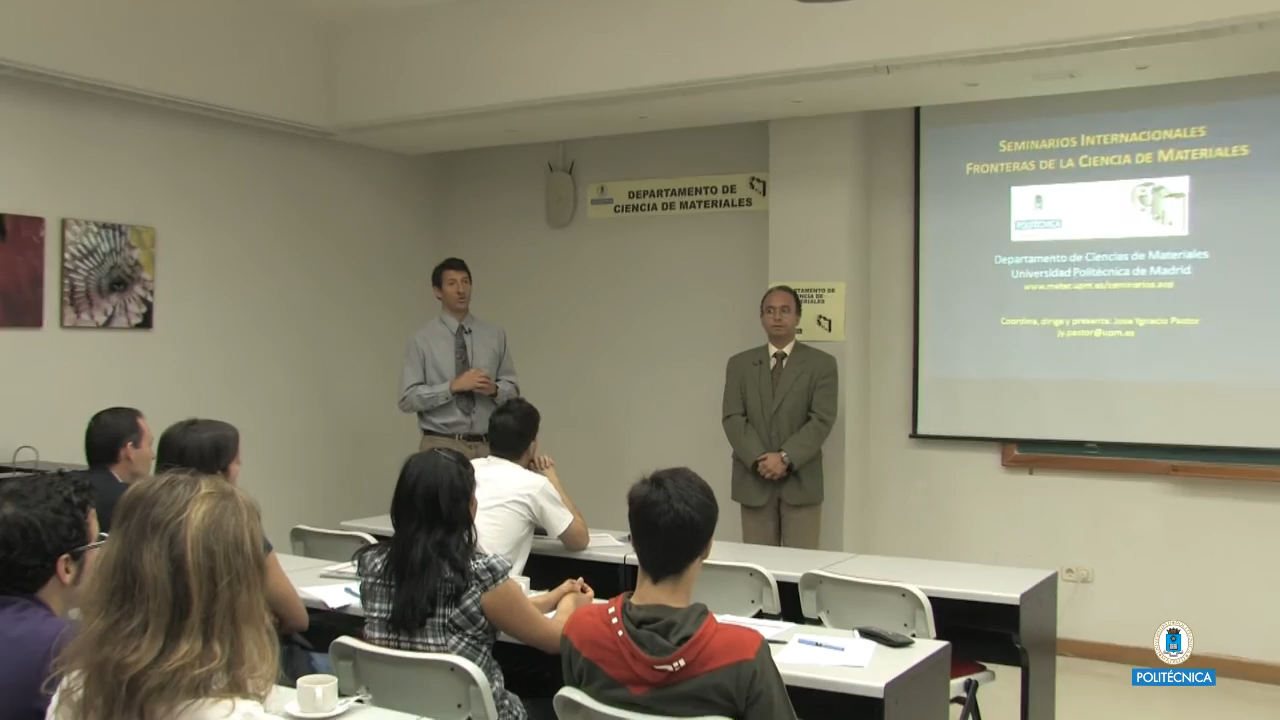 SEMINARIOS INTERNACIONALES
FRONTERAS DE LA CIENCIA DE MATERIALES
POLITÉCNICA
Departamento de Ciencias de Materiales
Universidad Politécnica de Madrid
www.mater.upm.es/seminarios.asp
Coordina, dirige y presenta: Jose Ygnacio Pastor
jy.pastor@upm.es
DEPARTAMENTO DE
CIENCIA DE MATERIALES
POLITÉCNICA